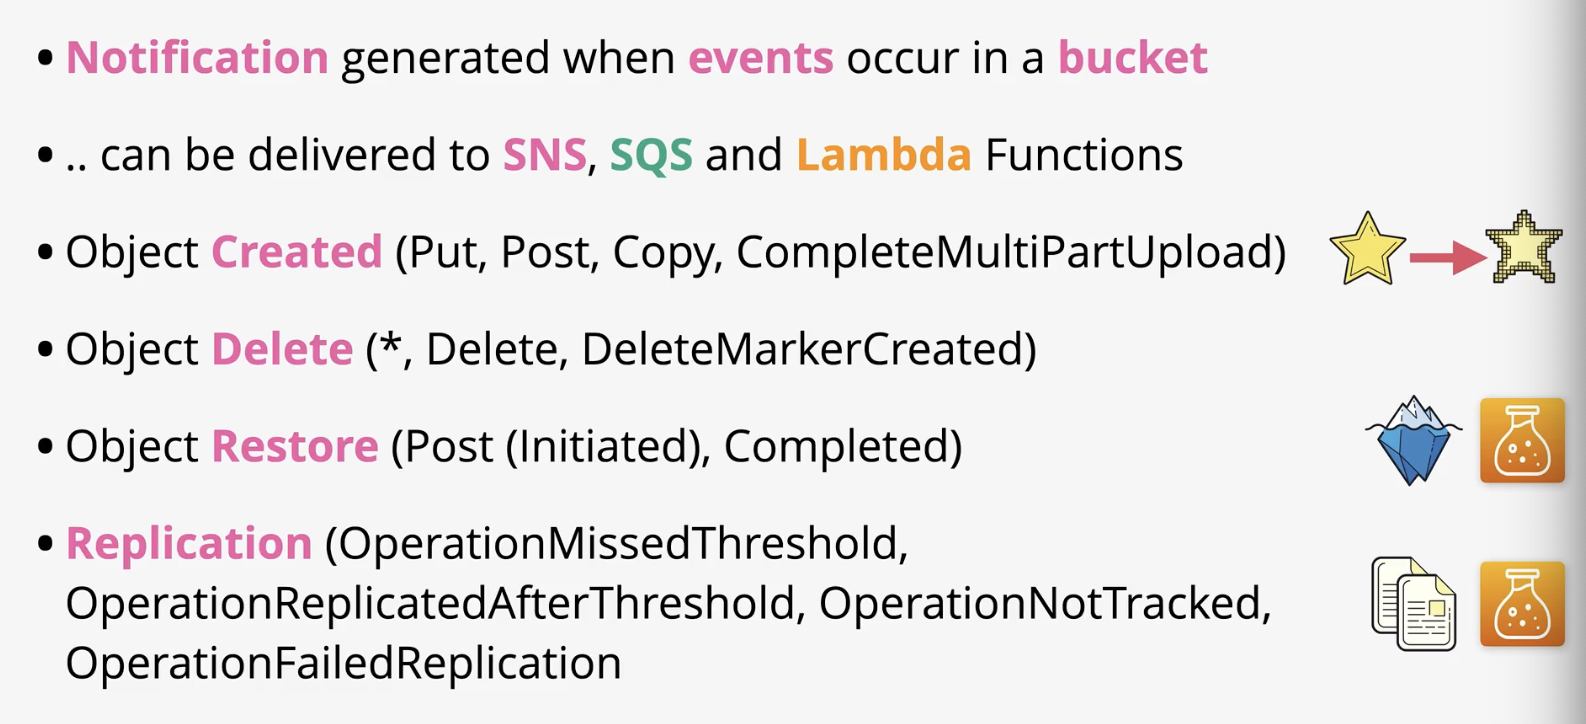 • Notification generated when events occur in a bucket
• .. can be delivered to SNS, SQS and Lambda Functions
• Object Created (Put, Post, Copy, CompleteMultiPartUpload)
• Object Delete (*, Delete, DeleteMarkerCreated)
• Object Restore (Post (Initiated), Completed)
• Replication (OperationMissedThreshold,
OperationReplicatedAfterThreshold, OperationNotTracked,
OperationFailedReplication